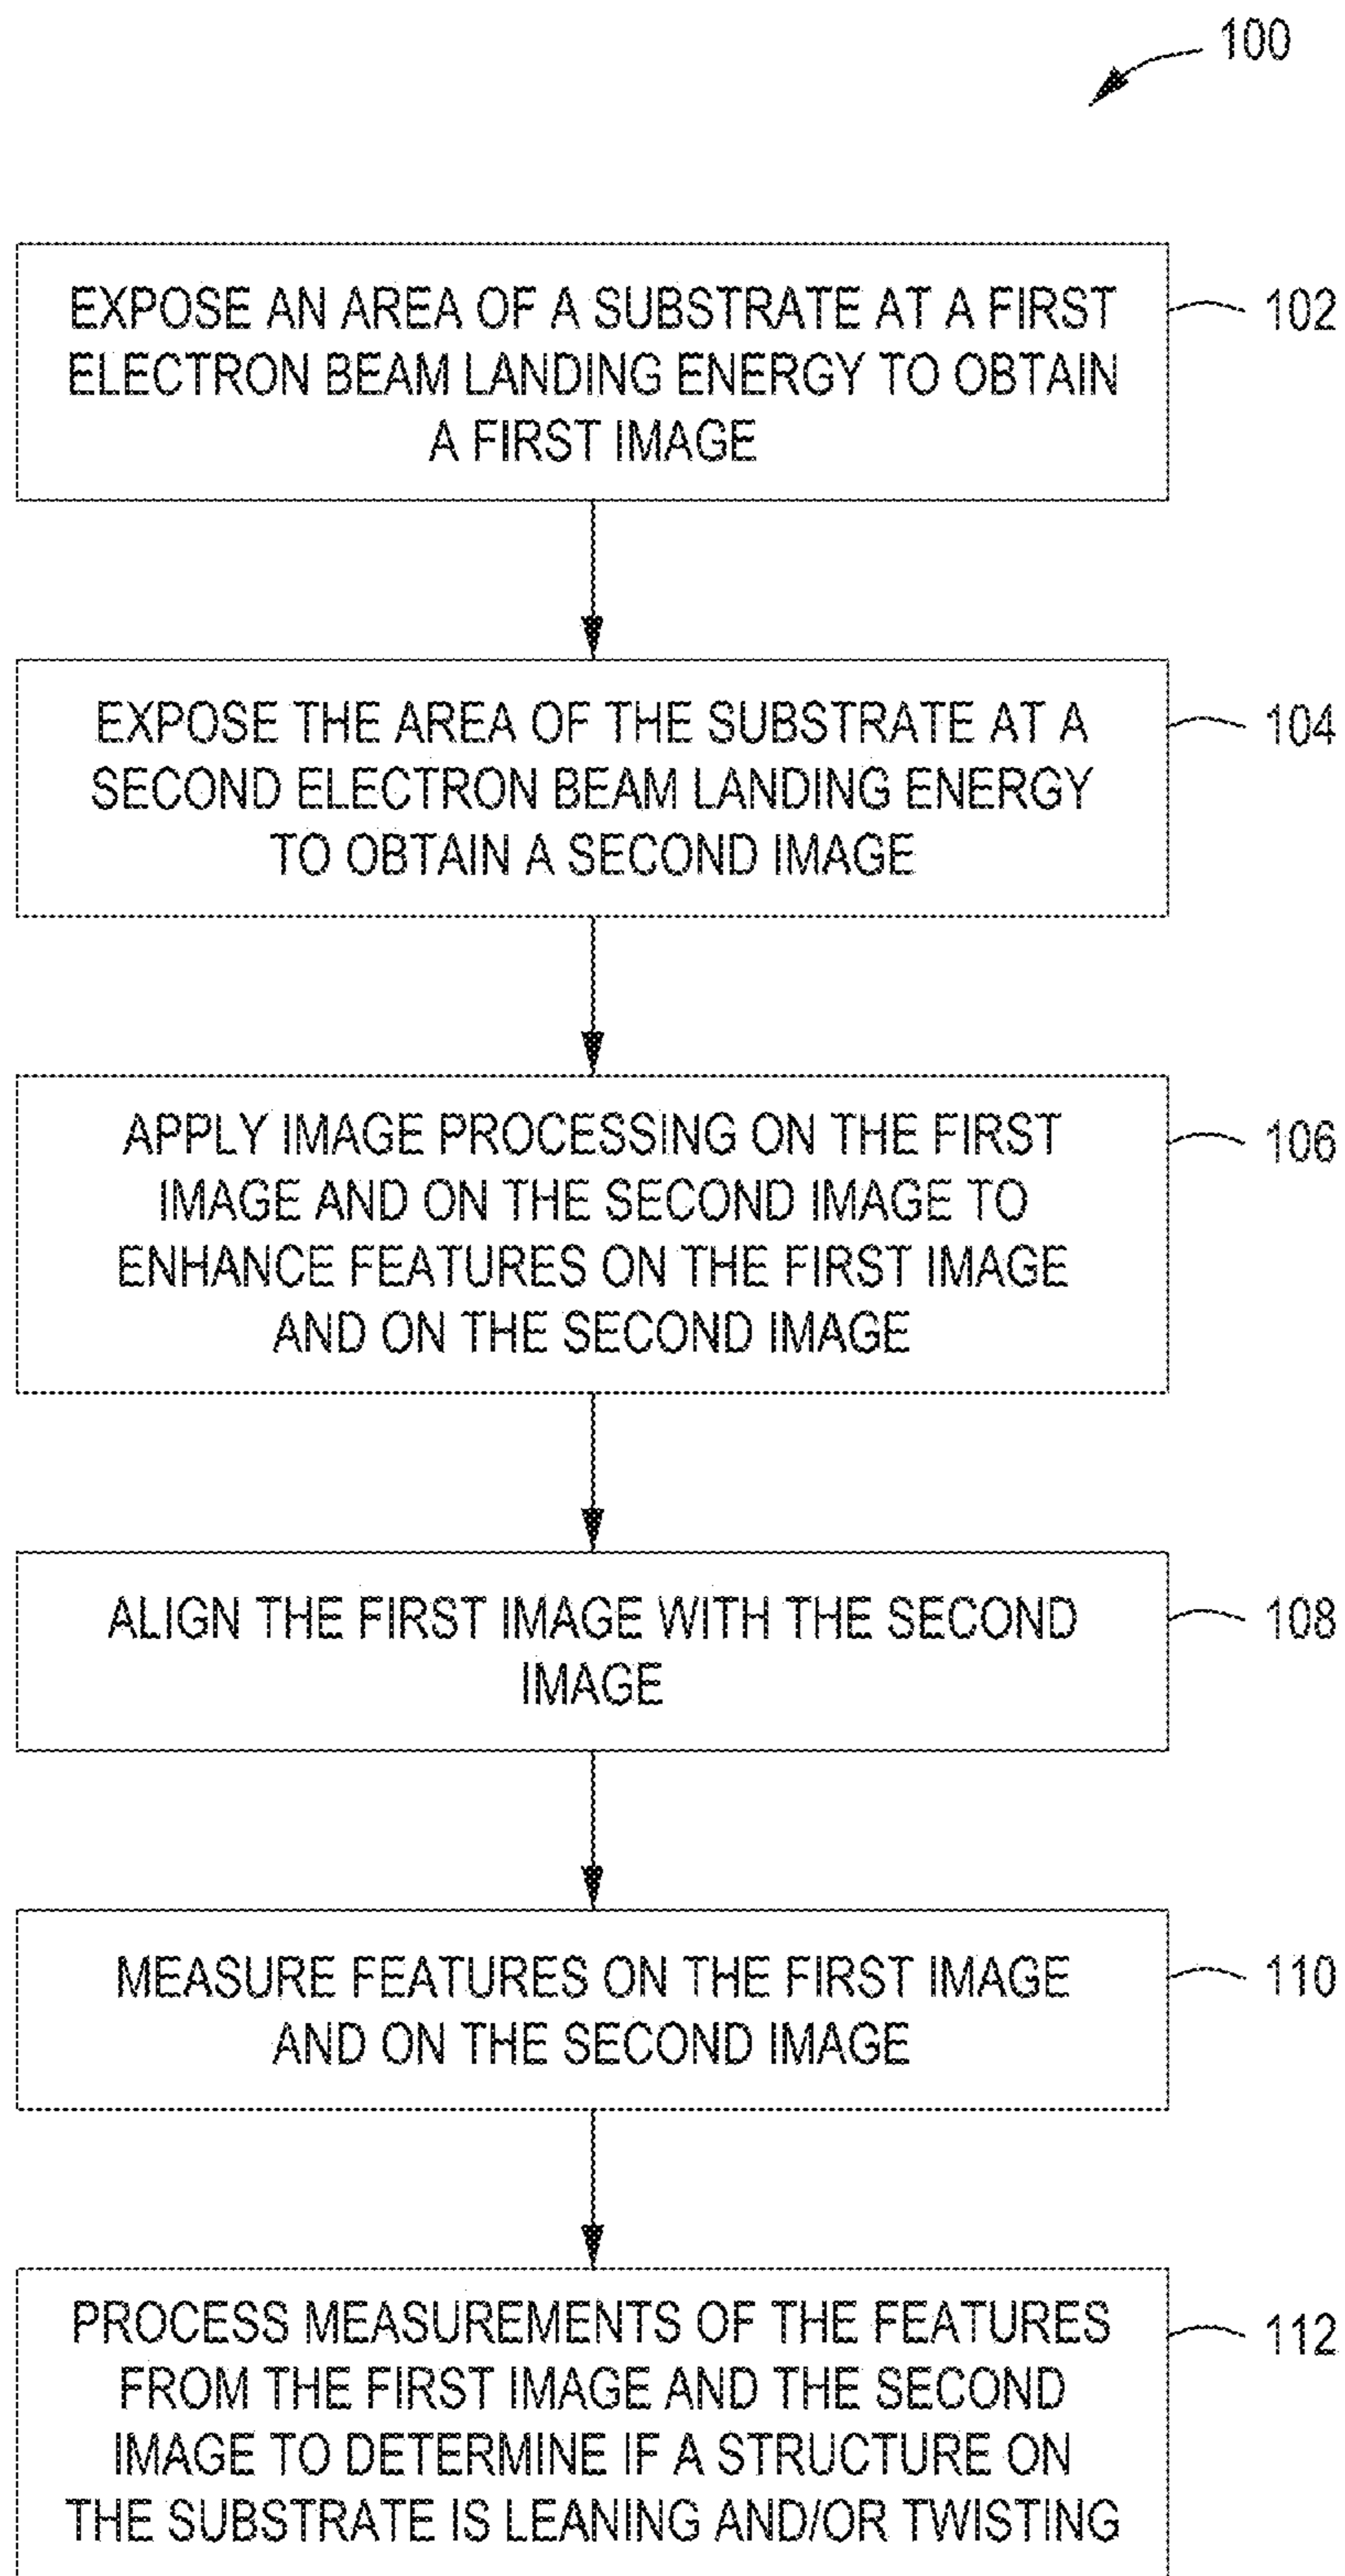 100
EXPOSE AN AREA OF A SUBSTRATE AT A FIRST
ELECTRON BEAM LANDING ENERGY TO OBTAIN
A FIRST IMAGE
102
EXPOSE THE AREA OF THE SUBSTRATE AT A
SECOND ELECTRON BEAM LANDING ENERGY
TO OBTAIN A SECOND IMAGE
104
APPLY IMAGE PROCESSING ON THE FIRST
IMAGE AND ON THE SECOND IMAGE TO
ENHANCE FEATURES ON THE FIRST IMAGE
AND ON THE SECOND IMAGE
106
ALIGN THE FIRST IMAGE WITH THE SECOND
IMAGE
108
MEASURE FEATURES ON THE FIRST IMAGE
AND ON THE SECOND IMAGE
110
PROCESS MEASUREMENTS OF THE FEATURES
FROM THE FIRST IMAGE AND THE SECOND
IMAGE TO DETERMINE IF A STRUCTURE ON
THE SUBSTRATE IS LEANING AND/OR TWISTING
112